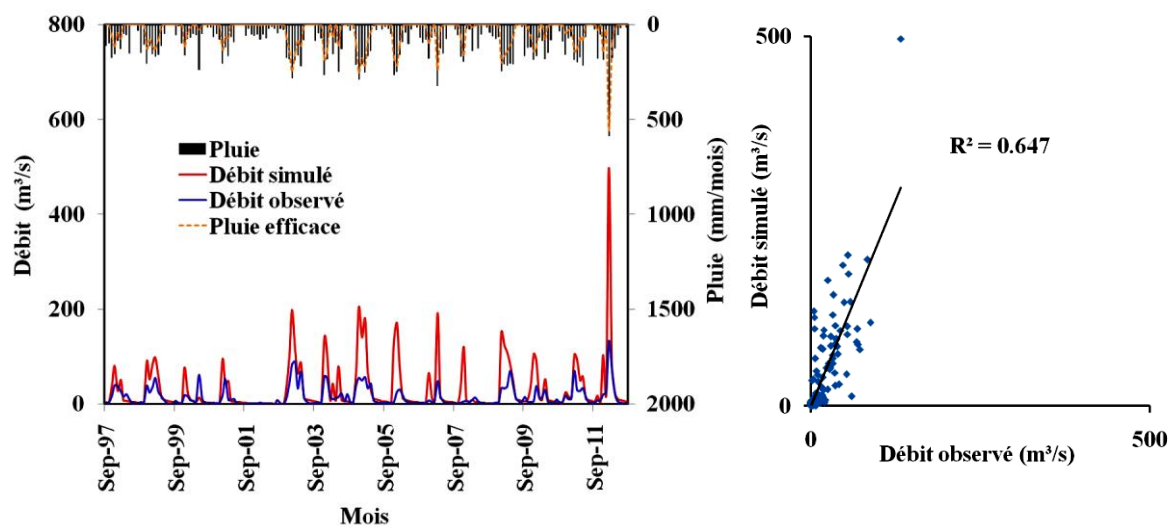 800
600
400
200
0
Débit (m³/s)
0
500
1000
1500
2000
Pluie (mm/mois)
Pluie
Débit simulé
Débit observé
Pluie efficace
Sep-97
Sep-99
Sep-01
Sep-03
Sep-05
Sep-07
Sep-09
Sep-11
Mois
500
0
Débit simulé (m³/s)
R² = 0.647
0
500
Débit observé (m³/s)